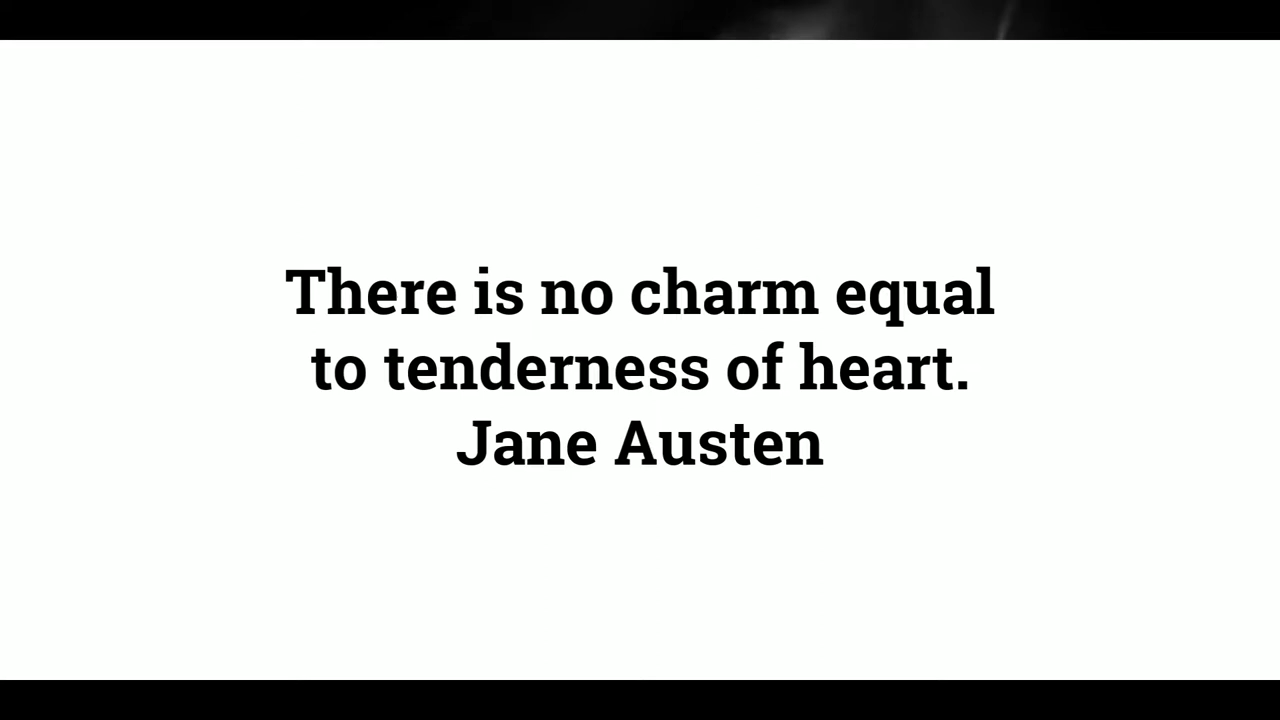 There is no charm equal
to tenderness of heart.
Jane Austen